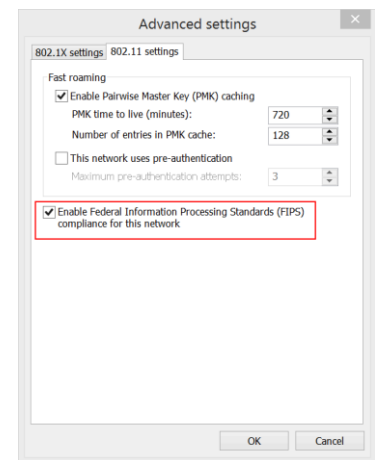 Advanced settings
802.1X settings 802.11 settings
Fast roaming
Enable Pairwise Master Key (PMK) caching
PMK time to live (minutes): 720
Number of entries in PMK cache: 128
This network uses pre-authentication
Maximum pre-authentication attempts: 3
Enable Federal Information Processing Standards (FIPS)
compliance for this network
OK Cancel